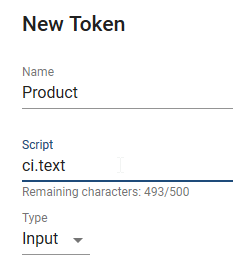 New Token
Name
Product
Script
ci.text
Remaining characters: 493/500
Type
Input